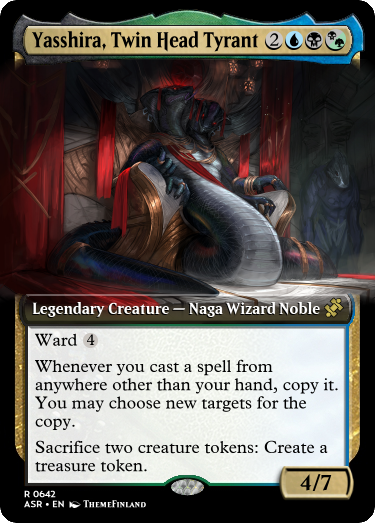 Yasshira, Twin Head Tyrant 2
Legendary Creature — Naga Wizard Noble
Ward 4
Whenever you cast a spell from
anywhere other than your hand, copy it.
You may choose new targets for the
copy.
Sacrifice two creature tokens: Create a
treasure token.
4/7
R 0642
ASR • EN ThemeFinland